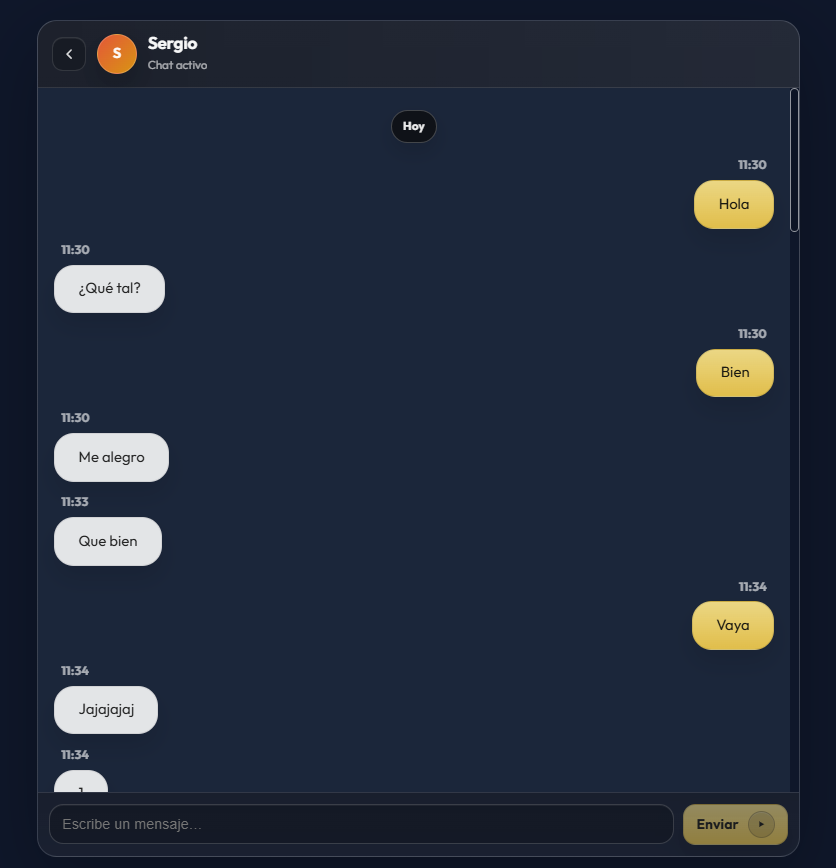 S
Sergio
Chat activo
Hoy
11:30
Hola
11:30
¿Qué tal?
11:30
Bien
11:30
Me alegro
11:33
Que bien
11:34
Vaya
11:34
Jajajajaj
11:34
Escribe un mensaje...
Enviar